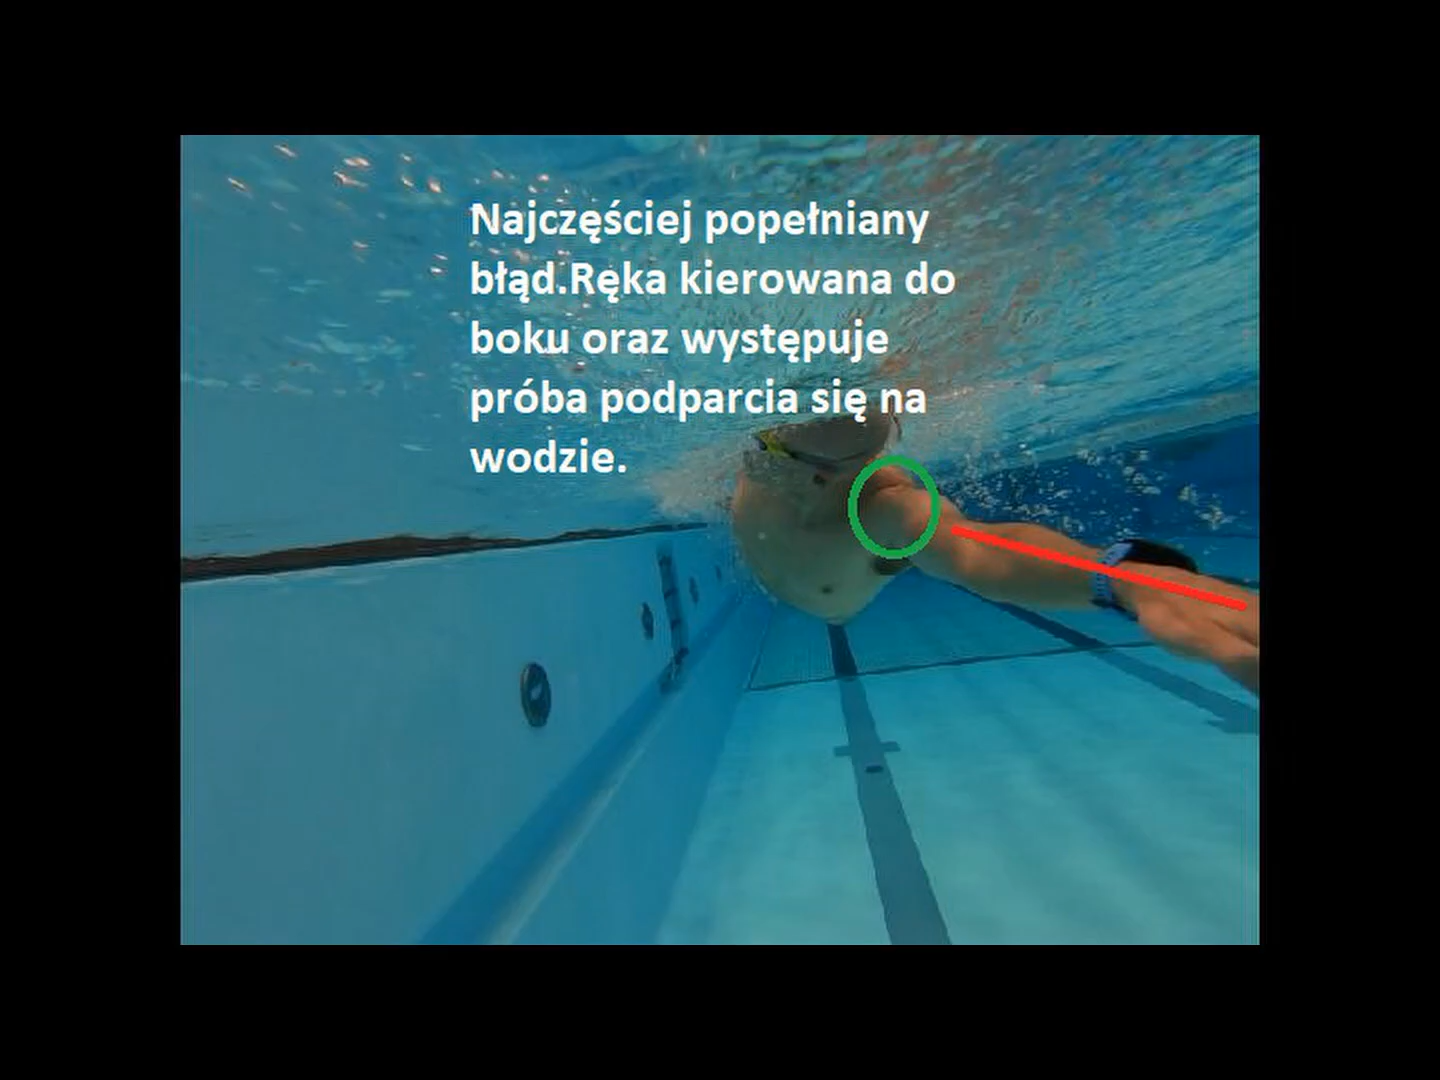 Najczęściej popełniany
błąd.Ręka kierowana do
boku oraz występuje
próba podparcia się na
wodzie.